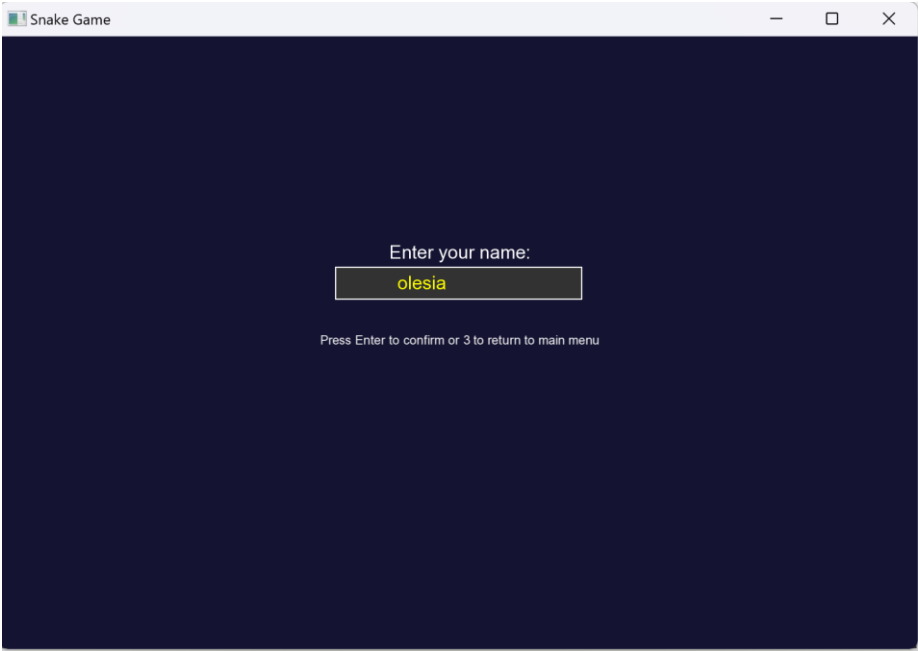 Snake Game
Enter your name:
olesia
Press Enter to confirm or 3 to return to main menu